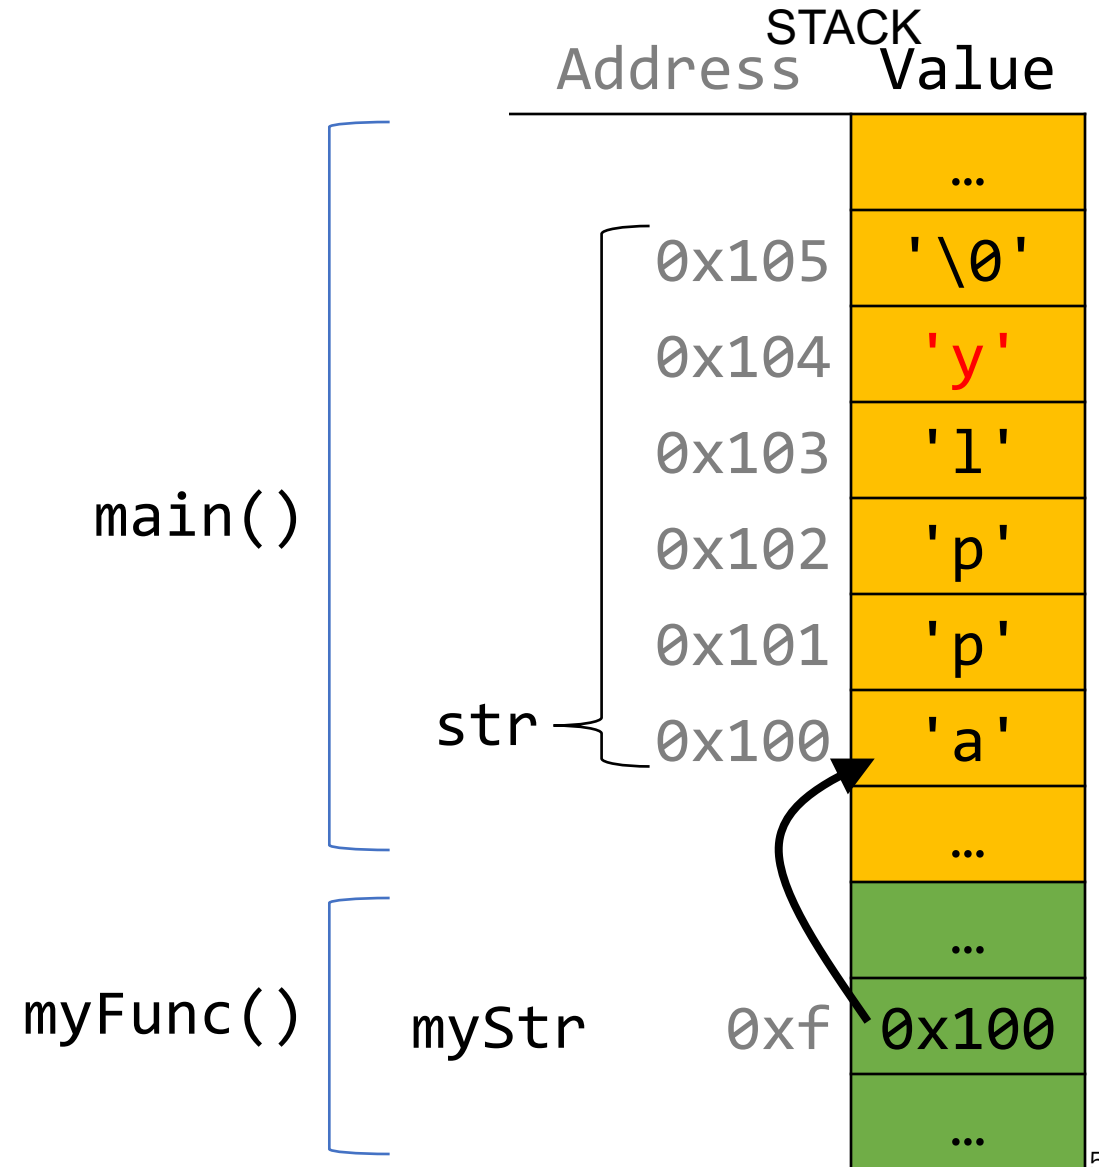 STACK
Address Value
…
0x105 '\0'
0x104 'y'
0x103 'l'
main()
0x102 'p'
0x101 'p'
str 0x100 'a'
…
…
myFunc() myStr 0xf 0x100
…